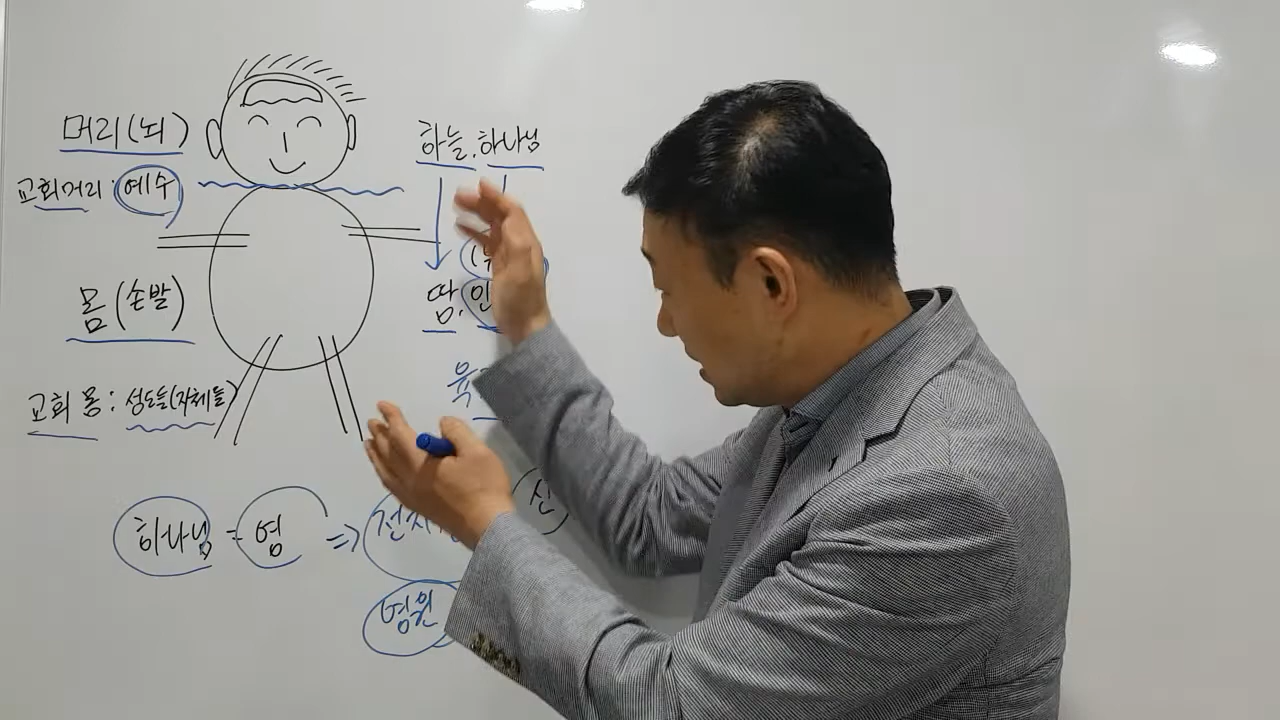 머리(뇌)
교회머리: 예수
하늘, 하나님
몸(손발)
땅,
교회 몸: 성도들(지체들)
육
하나님 = 영 ⇒
신
영원